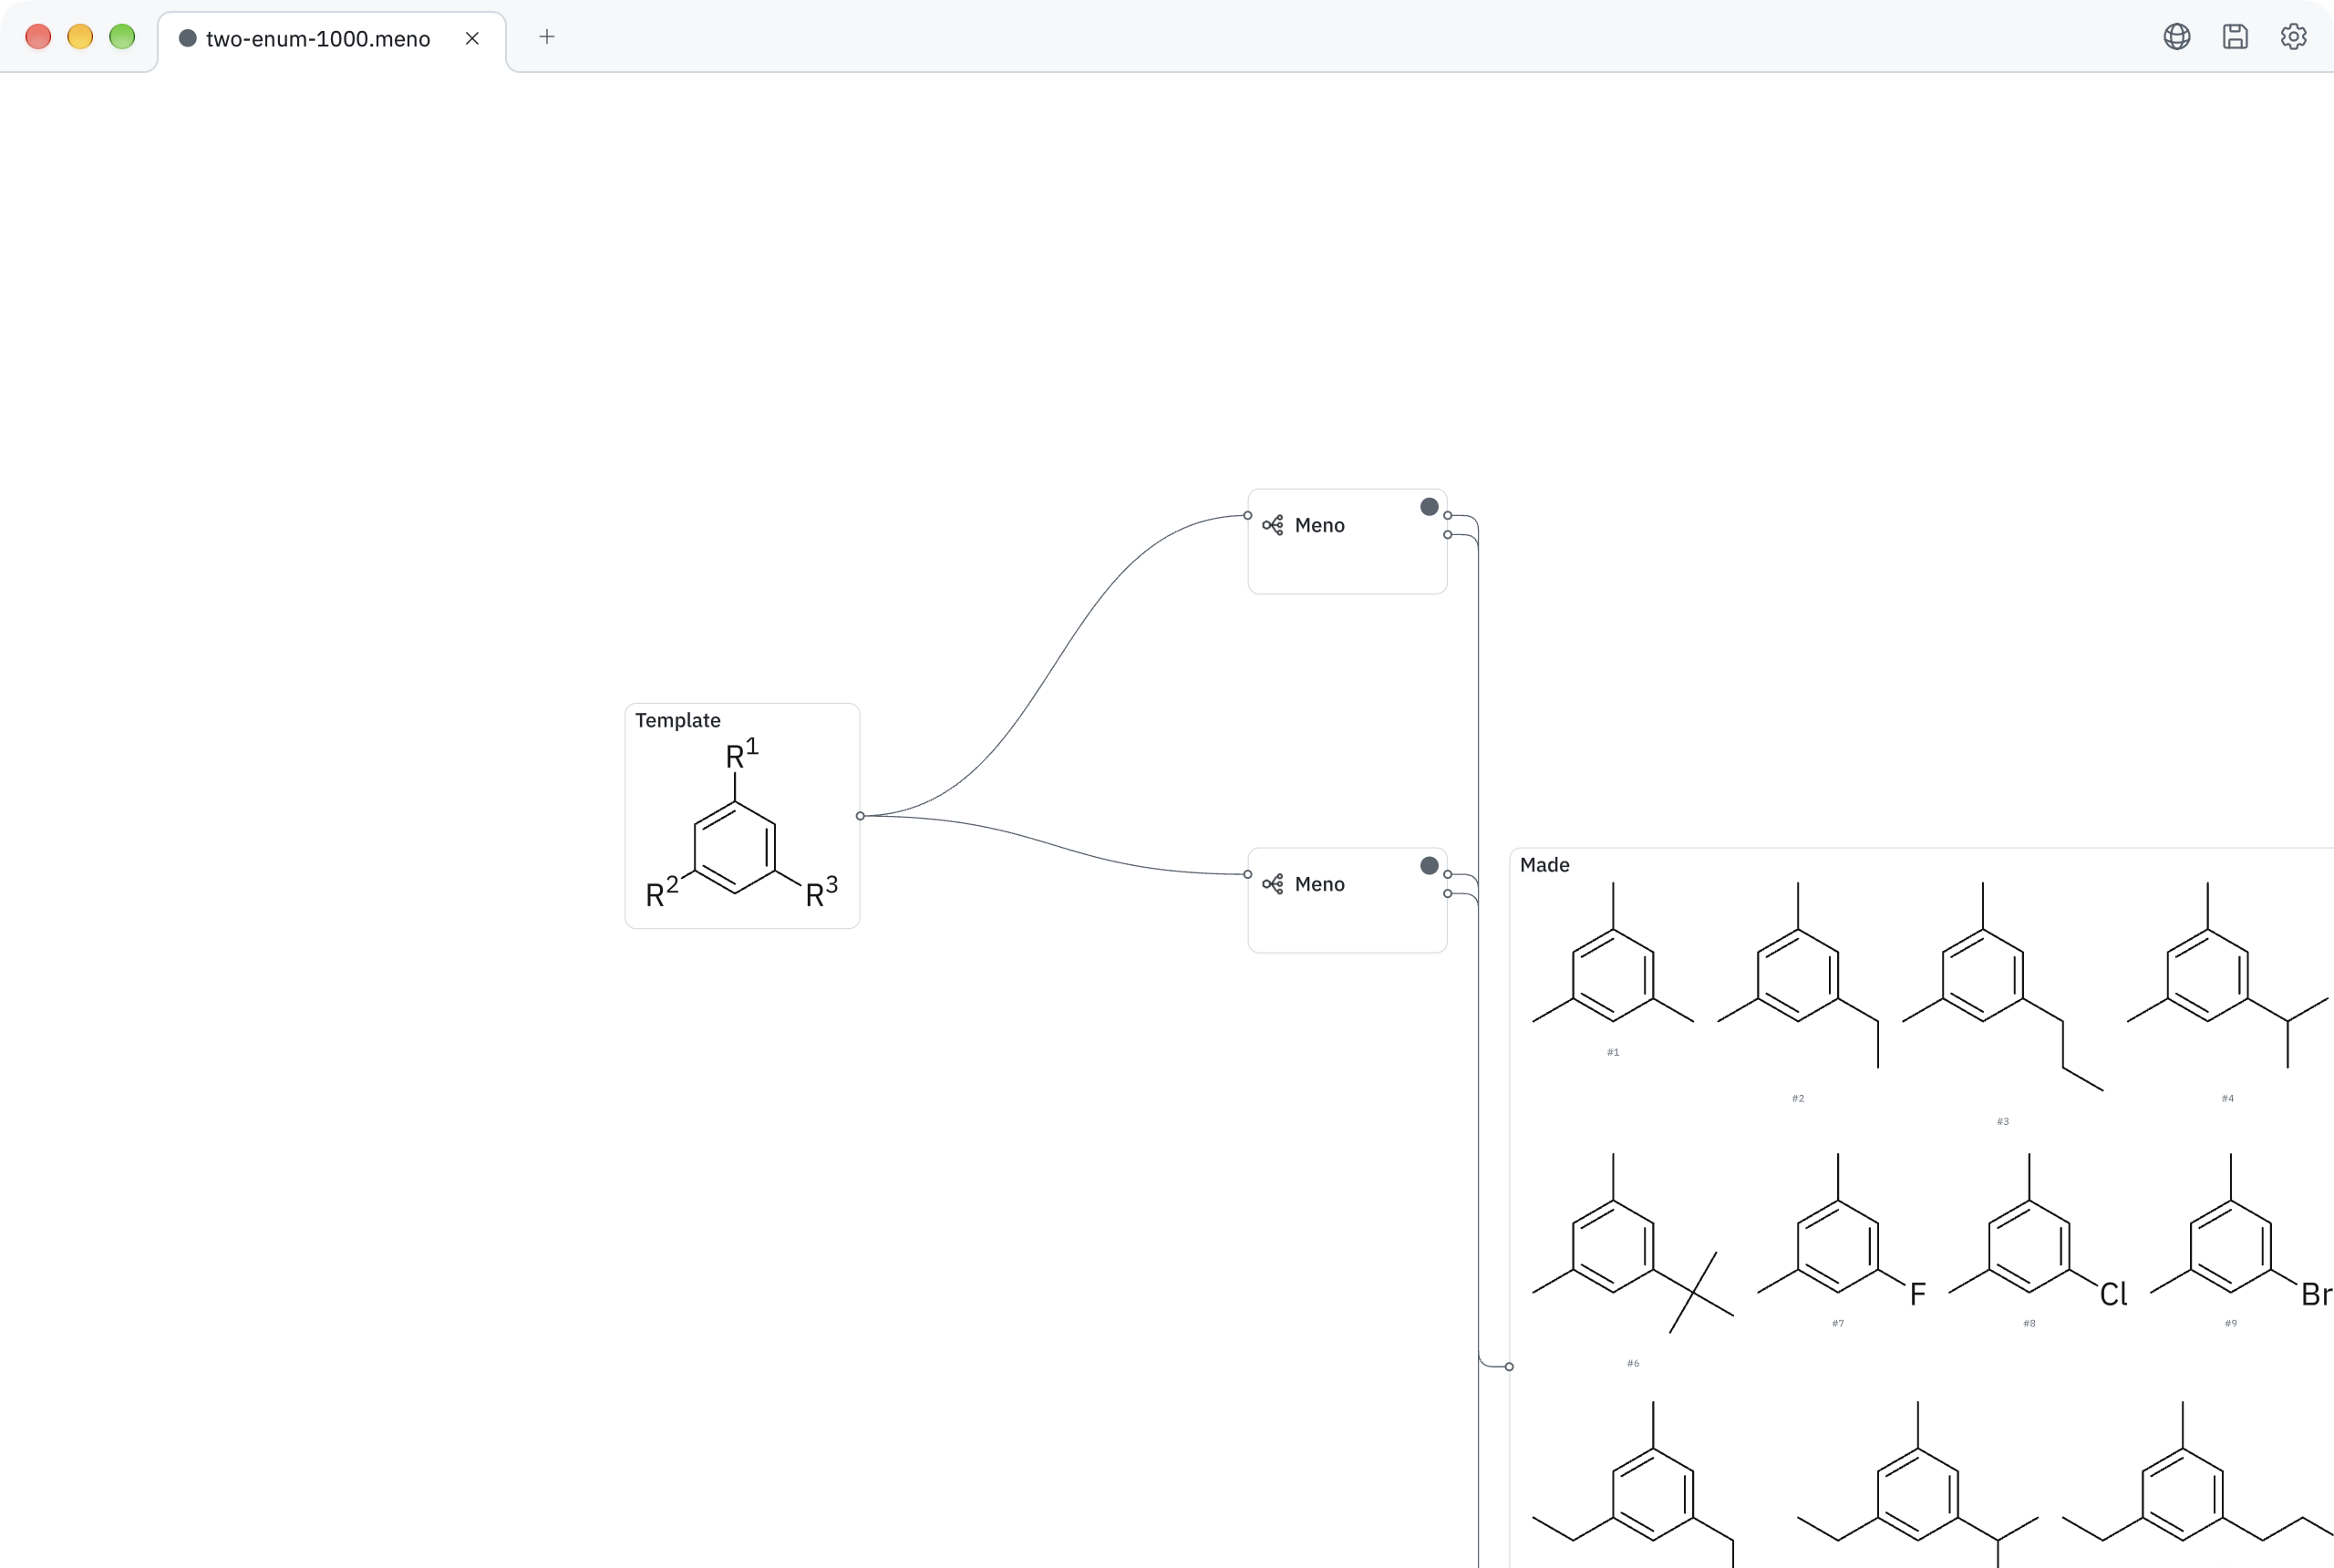 two-enum-1000.meno
Meno
Template
R1
R2
R3
Meno
Made
#1
#2
#3
#4
F
Cl
Br
#6
#7
#8
#9